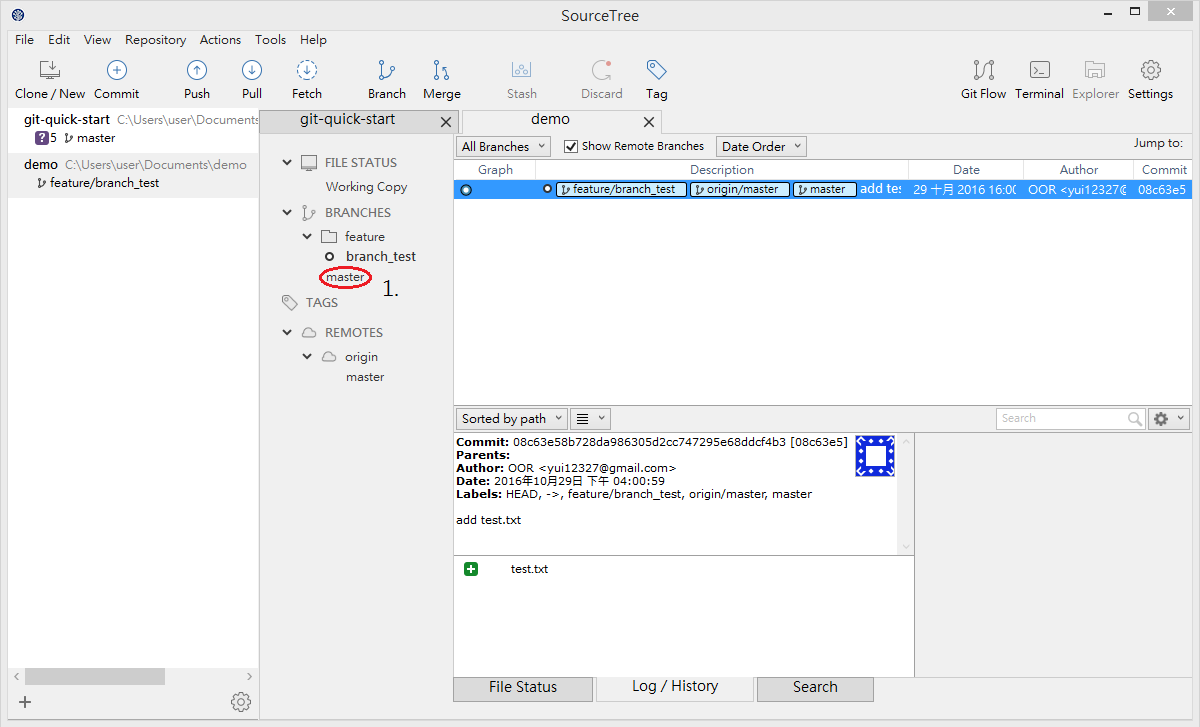 SourceTree
File Edit View Repository Actions Tools Help
Clone / New Commit Push Pull Fetch Branch Merge Stash Discard Tag Git Flow Terminal Explorer Settings
git-quick-start C:\Users\user\Documents
?5 master
demo C:\Users\user\Documents\demo
feature/branch_test
git-quick-start demo
FILE STATUS
Working Copy
BRANCHES
feature
branch_test
master
1.
TAGS
REMOTES
origin
master
All Branches Show Remote Branches Date Order Jump to:
Graph Description Date Author Commit
feature/branch_test origin/master master add tes 29 十月 2016 16:00 OOR <yui12327@ 08c63e5
Sorted by path Search
Commit: 08c63e58b728da986305d2cc747295e68ddcf4b3 [08c63e5]
Parents:
Author: OOR <yui12327@gmail.com>
Date: 2016年10月29日 下午 04:00:59
Labels: HEAD, ->, feature/branch_test, origin/master, master
add test.txt
test.txt
File Status Log / History Search